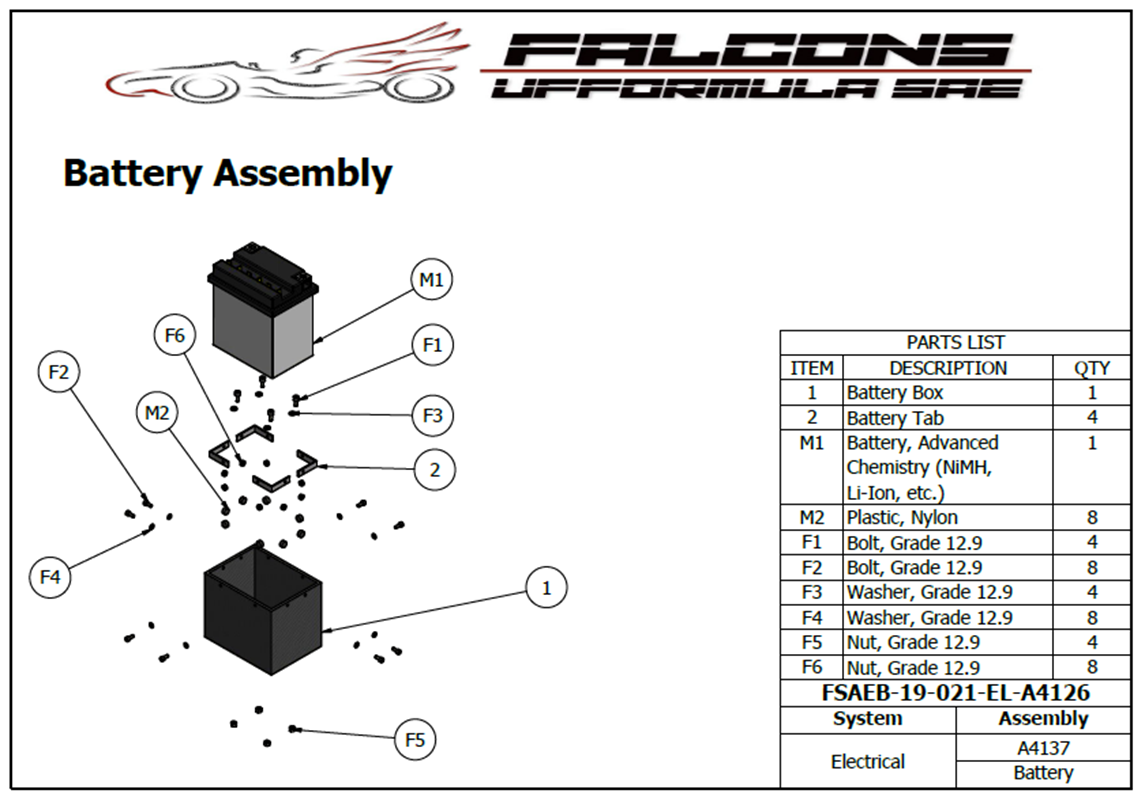 FALCONS
UFFORMULA SAE
Battery Assembly
M1
F6
F1
F2
M2
F3
2
F4
1
F5
PARTS LIST
ITEM DESCRIPTION QTY
1 Battery Box 1
2 Battery Tab 4
M1 Battery, Advanced 1
Chemistry (NiMH,
Li-Ion, etc.)
M2 Plastic, Nylon 8
F1 Bolt, Grade 12.9 4
F2 Bolt, Grade 12.9 8
F3 Washer, Grade 12.9 4
F4 Washer, Grade 12.9 8
F5 Nut, Grade 12.9 4
F6 Nut, Grade 12.9 8
FSAEB-19-021-EL-A4126
System Assembly
Electrical A4137
Battery